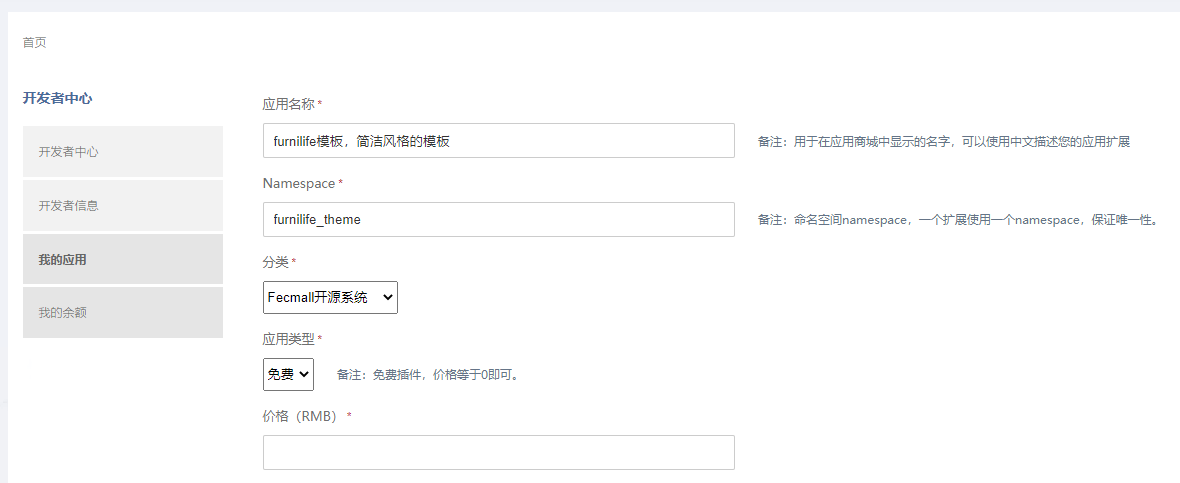 首页
开发者中心
开发者中心
开发者信息
我的应用
我的余额
应用名称 *
furnilife模板，简洁风格的模板
备注：用于在应用商城中显示的名字，可以使用中文描述您的应用扩展
Namespace *
furnilife_theme
备注：命名空间namespace，一个扩展使用一个namespace，保证唯一性。
分类 *
Fecmall开源系统
应用类型 *
免费
备注：免费插件，价格等于0即可。
价格（RMB） *